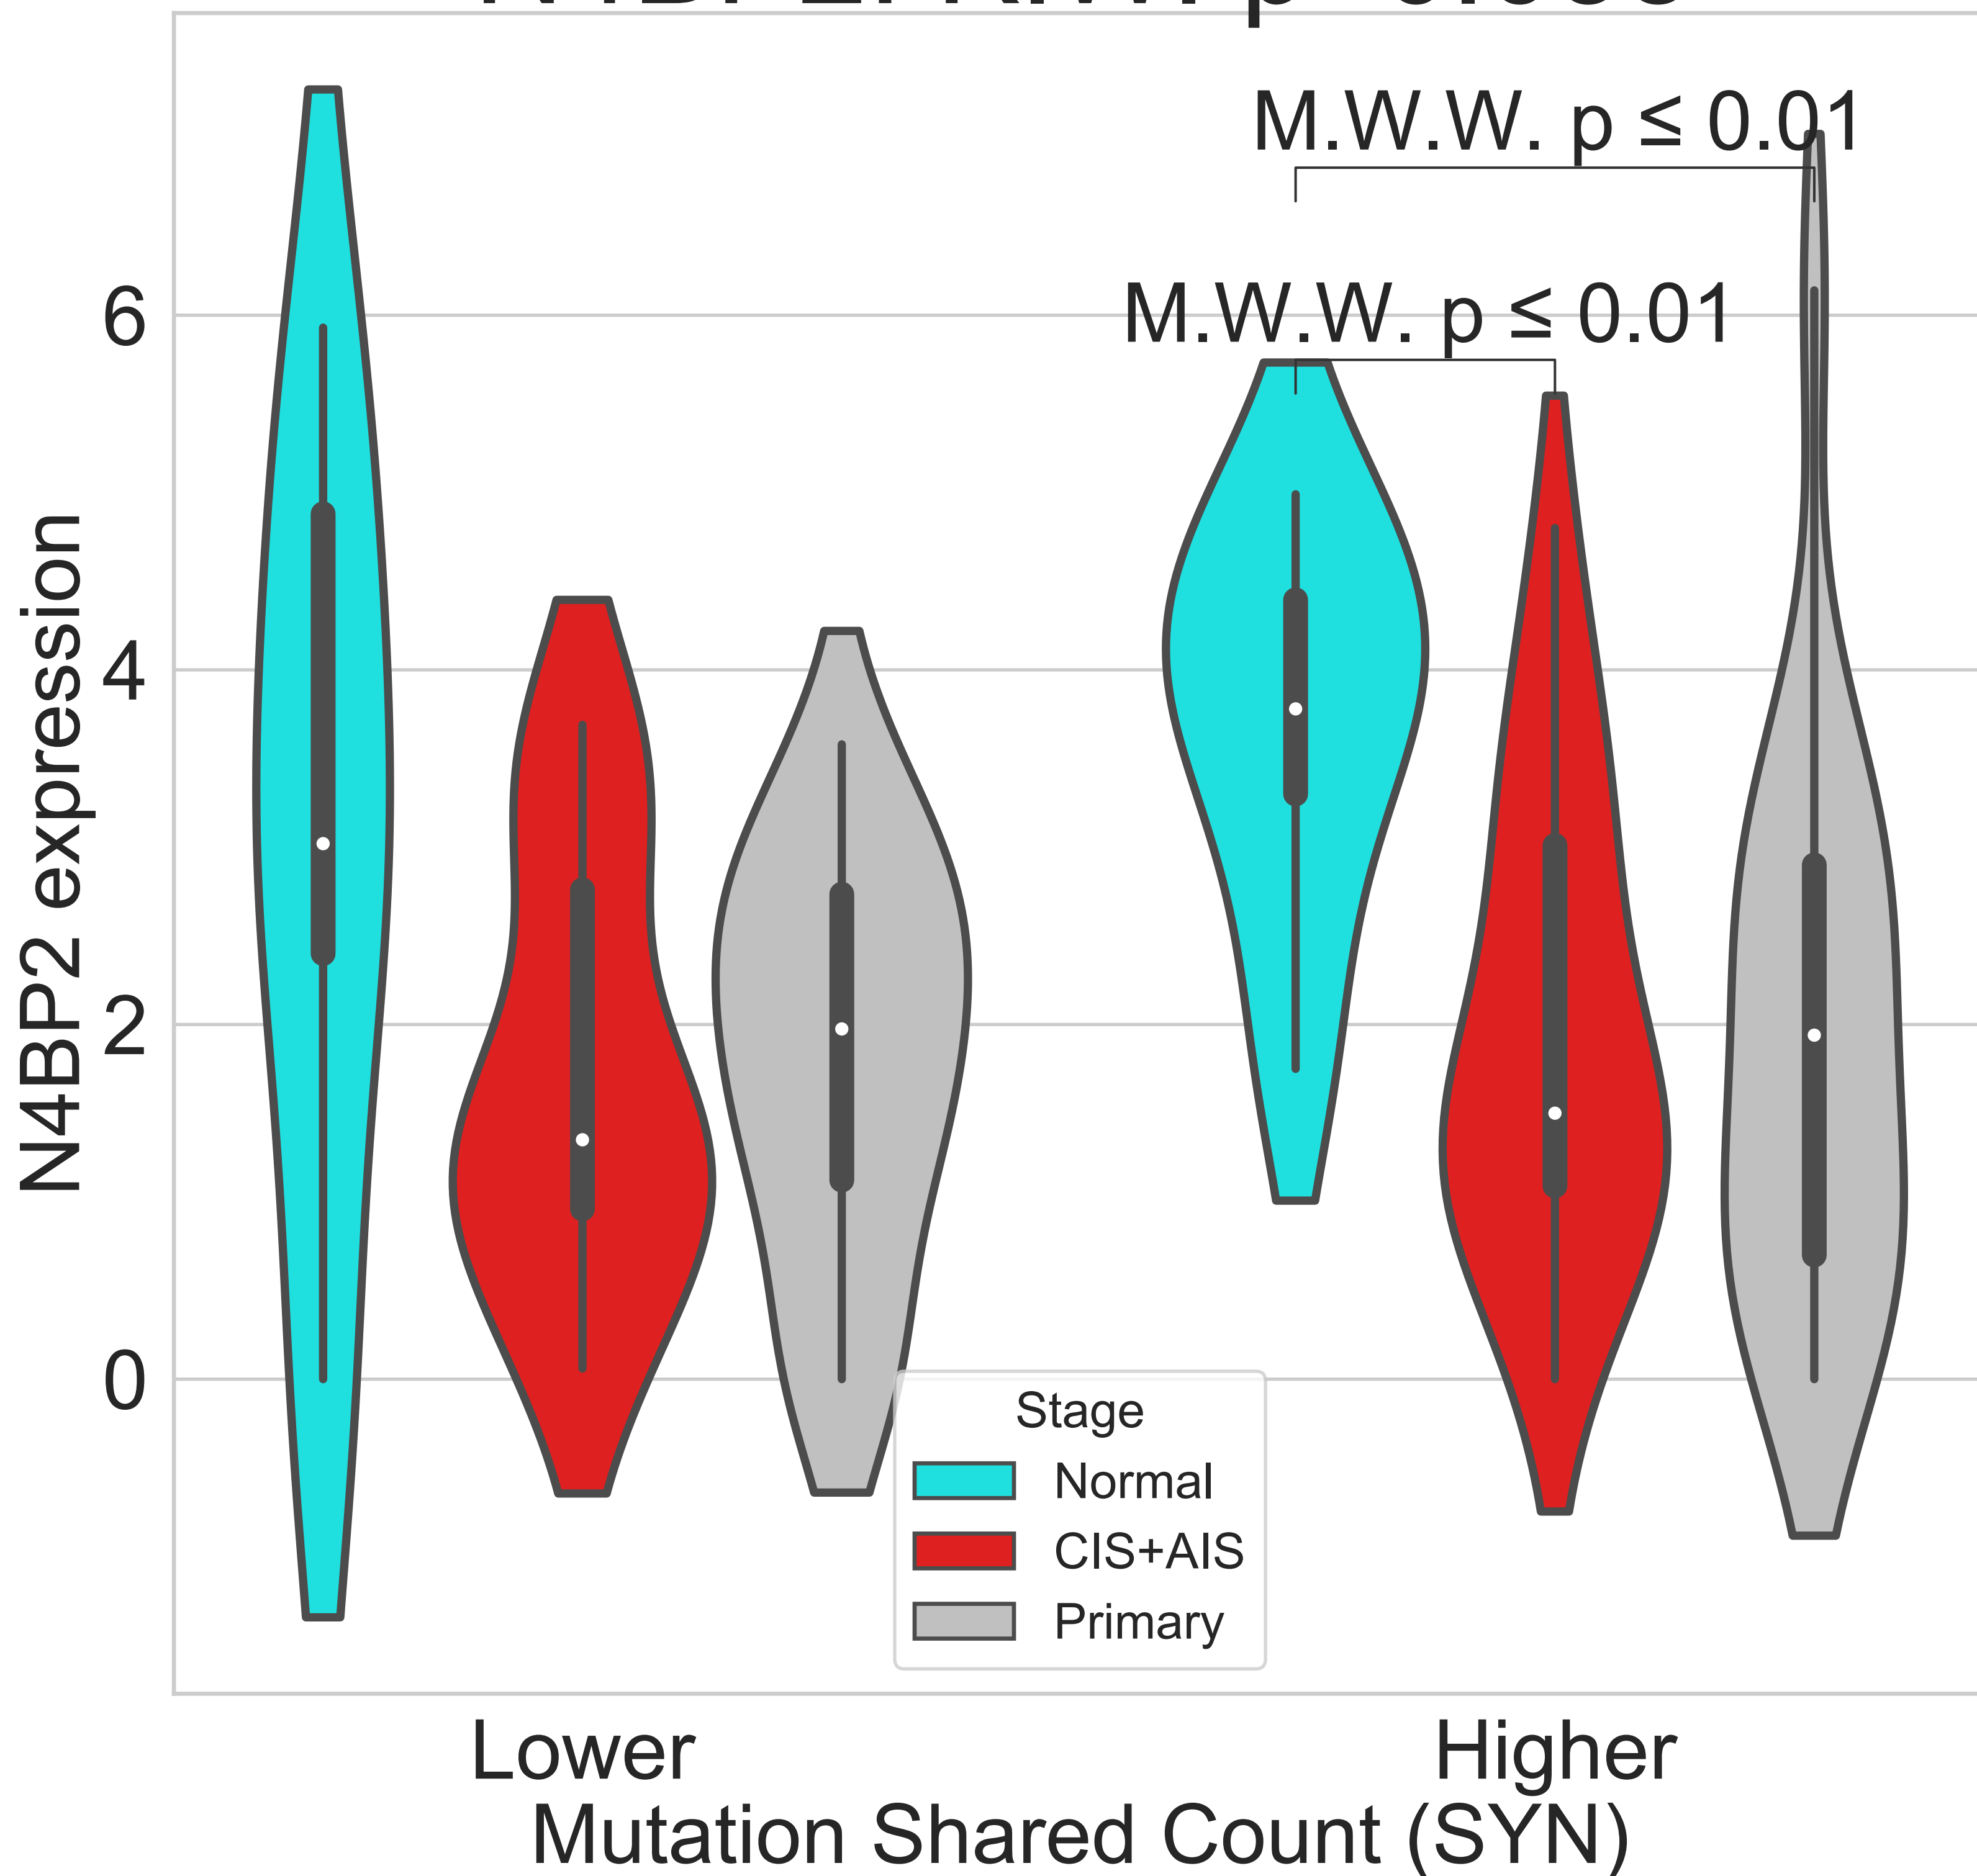 M.W.W. p ≤ 0.01
M.W.W. p ≤ 0.01
N4BP2 expression
6
4
2
0
Stage
Normal
CIS+AIS
Primary
Lower
Higher
Mutation Shared Count (SYN)